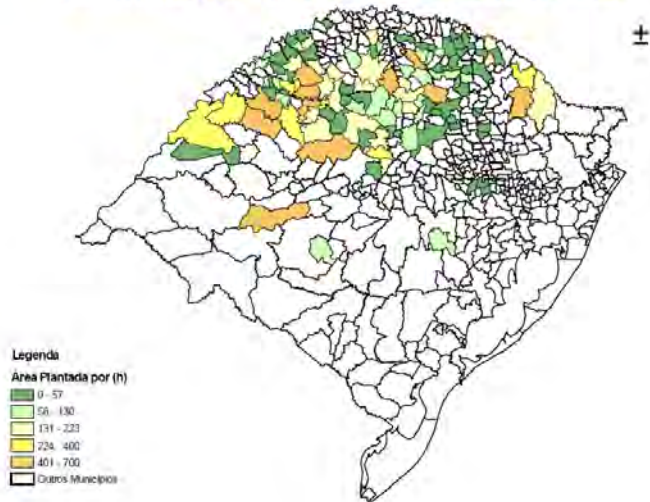 ±
Legenda
Área Plantada por (h)
0 - 57
58 - 130
131 - 223
224 - 400
401 - 700
Outros Municípios